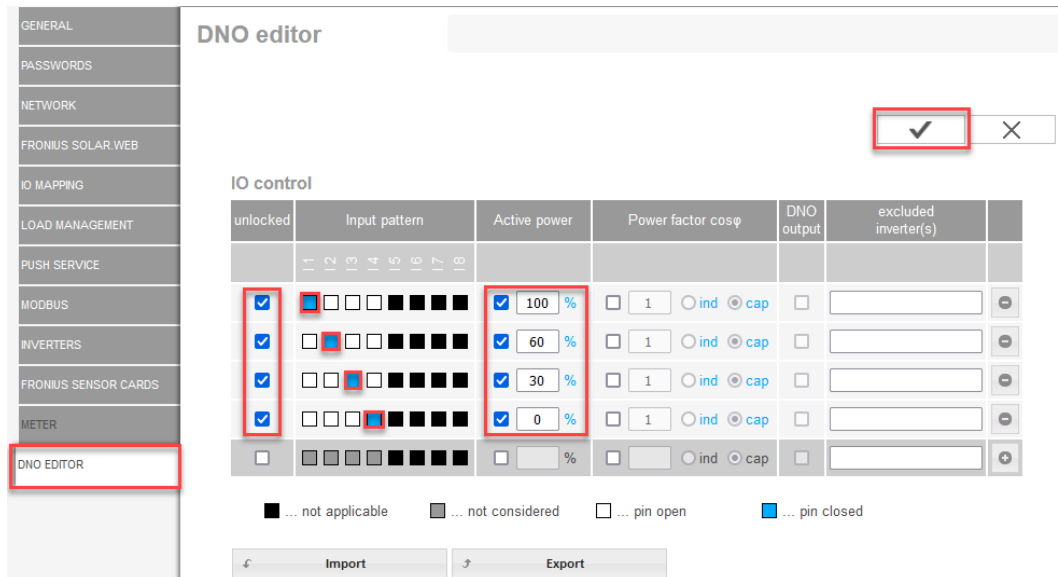 GENERAL
PASSWORDS
NETWORK
FRONIUS SOLAR.WEB
IO MAPPING
LOAD MANAGEMENT
PUSH SERVICE
MODBUS
INVERTERS
FRONIUS SENSOR CARDS
METER
DNO EDITOR
DNO editor
IO control
unlocked Input pattern Active power Power factor cosφ DNO output excluded inverter(s)
I1 I2 I3 I4 I5 I6 I7 I8
100 % 1 ind cap
60 % 1 ind cap
30 % 1 ind cap
0 % 1 ind cap
% ind cap
... not applicable ... not considered ... pin open ... pin closed
Import Export